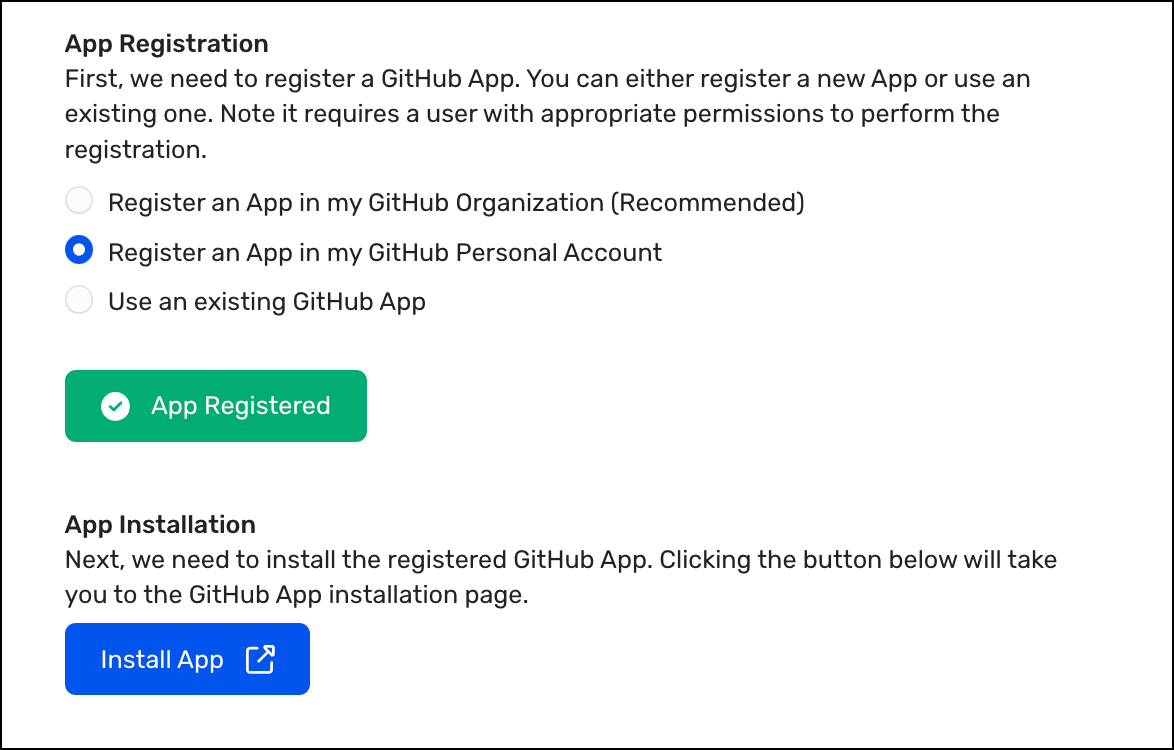 App Registration
First, we need to register a GitHub App. You can either register a new App or use an
existing one. Note it requires a user with appropriate permissions to perform the
registration.
Register an App in my GitHub Organization (Recommended)
Register an App in my GitHub Personal Account
Use an existing GitHub App
App Registered
App Installation
Next, we need to install the registered GitHub App. Clicking the button below will take
you to the GitHub App installation page.
Install App